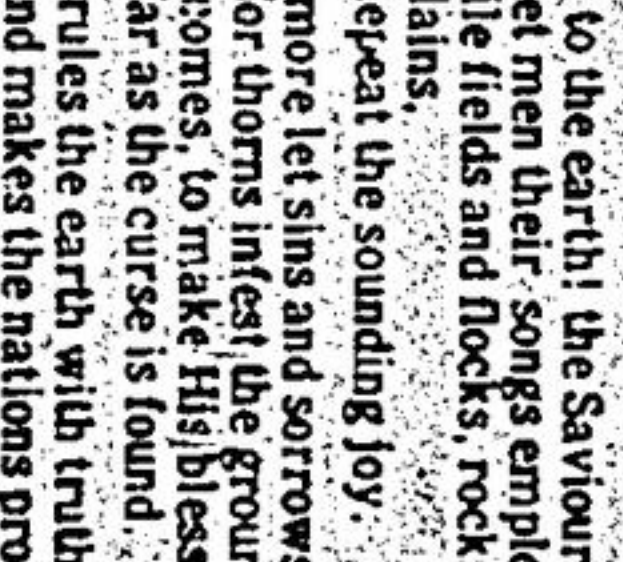 to the earth! the Saviour
et men their songs emplo
ile fields and flocks, rock
lains,
epeat the sounding joy.
more let sins and sorrows
or thorns infest the groun
comes, to make His bless
ar as the curse is found.
rules the earth with truth
nd makes the nations pro